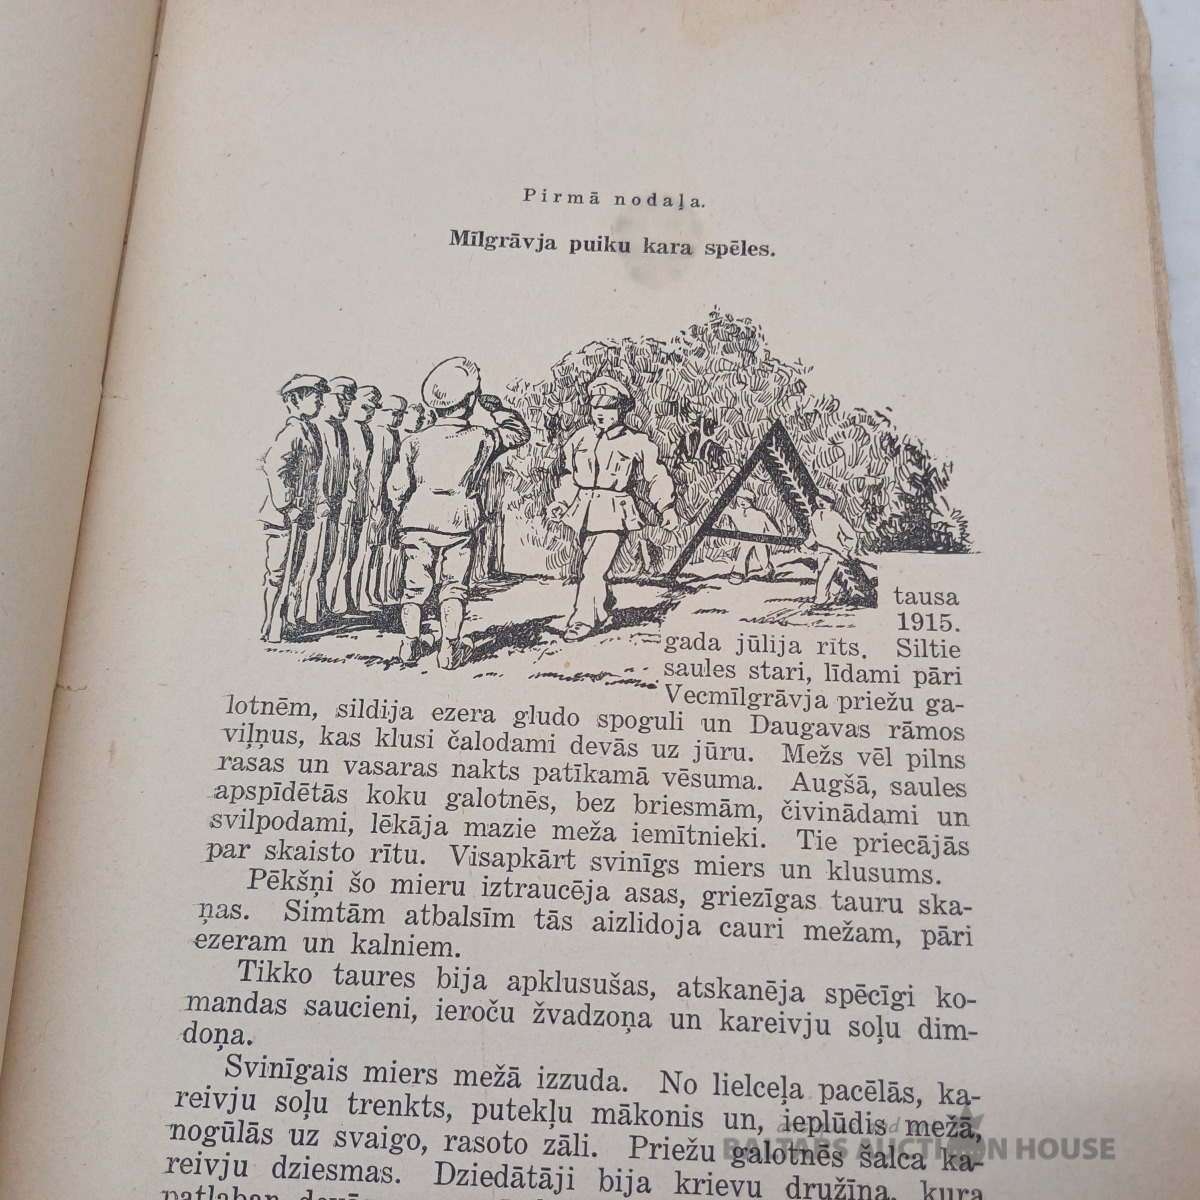 Pirmā nodaļa.
Mīlgrāvja puiku kara spēles.
A
tausa
1915.
gada jūlija rīts. Siltie
saules stari, līdami pāri
Vecmīlgrāvja priežu ga-
lotnēm, sildija ezera gludo spoguli un Daugavas rāmos
viļņus, kas klusi čalodami devās uz jūru. Mežs vēl pilns
rasas un vasaras nakts patīkamā vēsuma. Augšā, saules
apspīdētās koku galotnēs, bez briesmām, čivinādami un
svilpodami, lēkāja mazie meža iemītnieki. Tie priecājās
par skaisto rītu. Visapkārt svinīgs miers un klusums.
Pēkšņi šo mieru iztraucēja asas, griezīgas tauru ska-
ņas. Simtām atbalsīm tās aizlidoja cauri mežam, pāri
ezeram un kalniem.
Tikko taures bija apklusušas, atskanēja spēcīgi ko-
mandas saucieni, ieroču žvadzoņa un kareivju soļu dim-
doņa.
Svinīgais miers mežā izzuda. No lielceļa pacēlās, ka-
reivju soļu trenkts, putekļu mākonis un, ieplūdis mežā,
nogūlās uz svaigo, rasoto zāli. Priežu galotnēs šalca ka-
reivju dziesmas. Dziedātāji bija krievu družīna, kura
patlaban
BALTARS AUCTION HOUSE